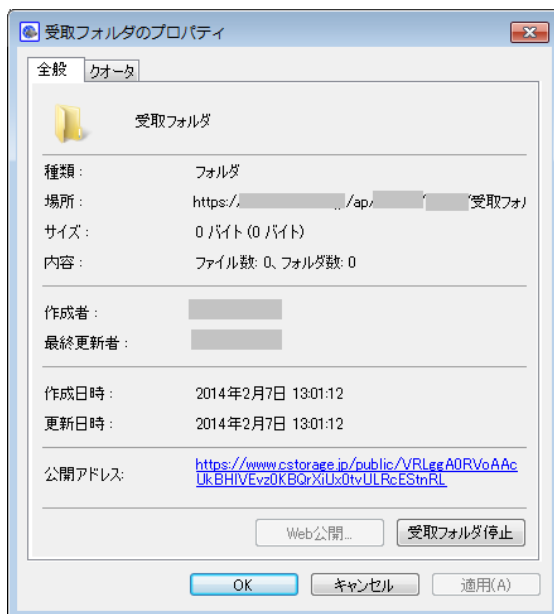 受取フォルダのプロパティ
全般 クオータ
受取フォルダ
種類: フォルダ
場所: https:/ /ap/ / 受取フォ
サイズ: 0 バイト (0 バイト)
内容: ファイル数: 0、フォルダ数: 0
作成者:
最終更新者:
作成日時: 2014年2月7日 13:01:12
更新日時: 2014年2月7日 13:01:12
公開アドレス: https://www.cstorage.jp/public/VRLggA0RVoAAc
UkBHIVEvz0KBQrXiUx0tvULRcEStnRL
Web公開... 受取フォルダ停止
OK キャンセル 適用(A)